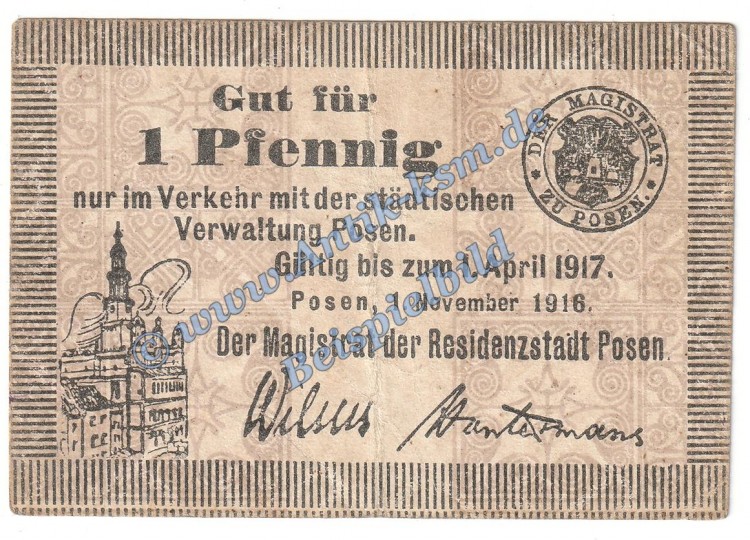 Gut für
1 Pfennig
nur im Verkehr mit der städtischen
Verwaltung Posen.
Gültig bis zum 1. April 1917.
Posen, 1. November 1916.
Der Magistrat der Residenzstadt Posen.
* DER MAGISTRAT *
ZU POSEN.
Wilms
© www.Antik-ksm.de
Beispielbild